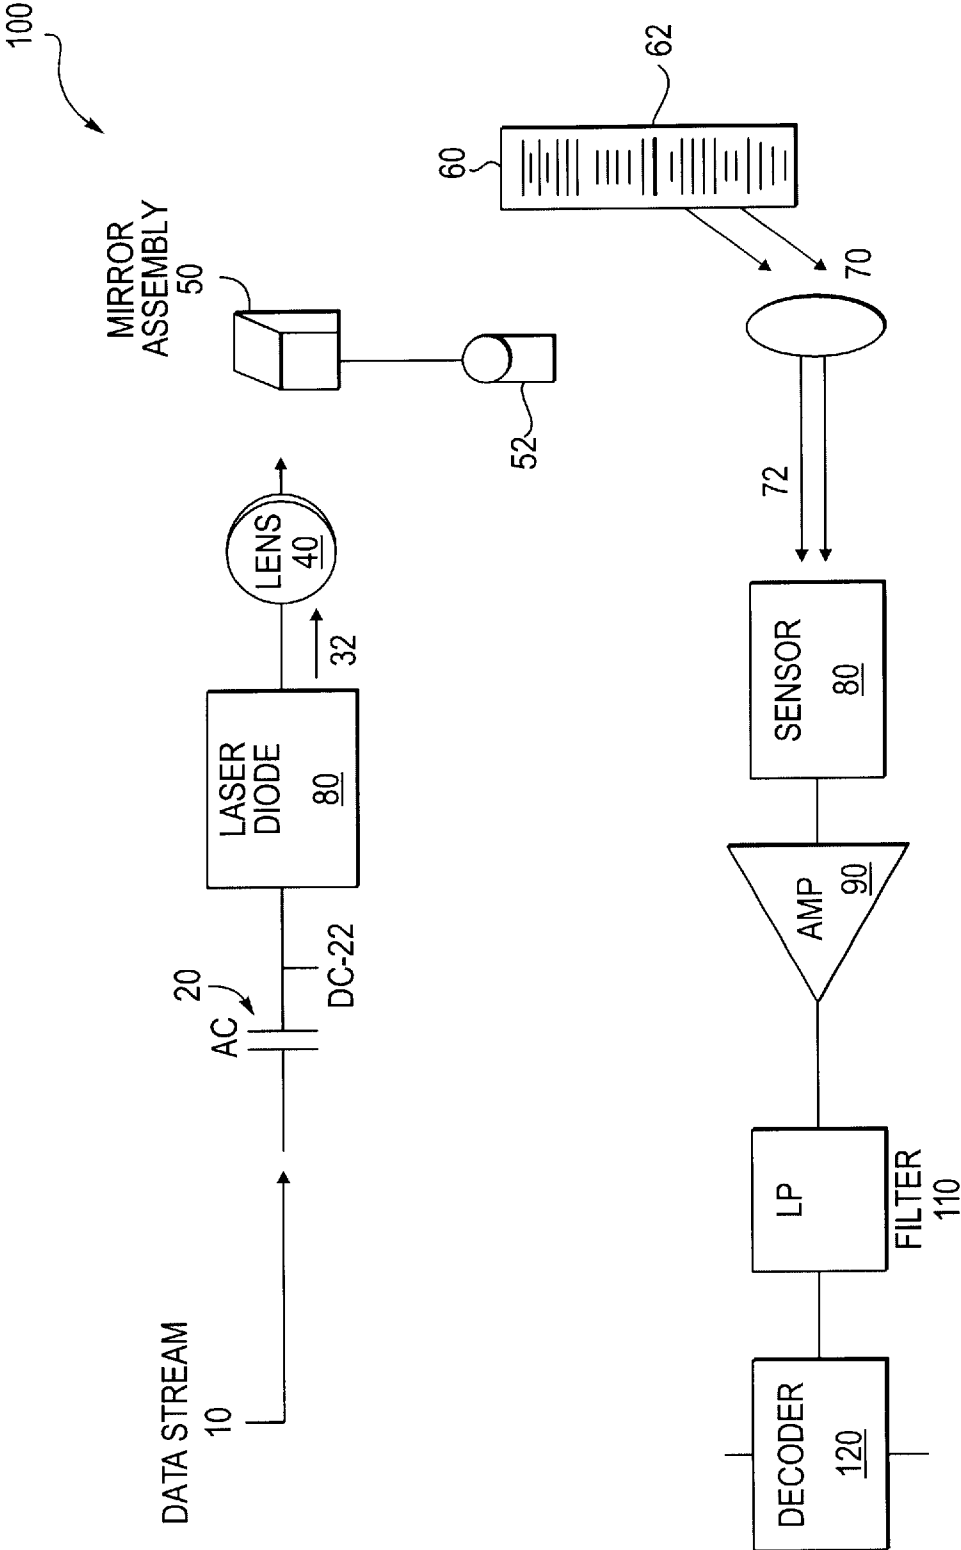 100
MIRROR
ASSEMBLY
50
52
60
62
LENS
40
32
LASER
DIODE
80
20
AC
DC-22
DATA STREAM
10
70
72
SENSOR
80
AMP
90
LP
FILTER
110
DECODER
120